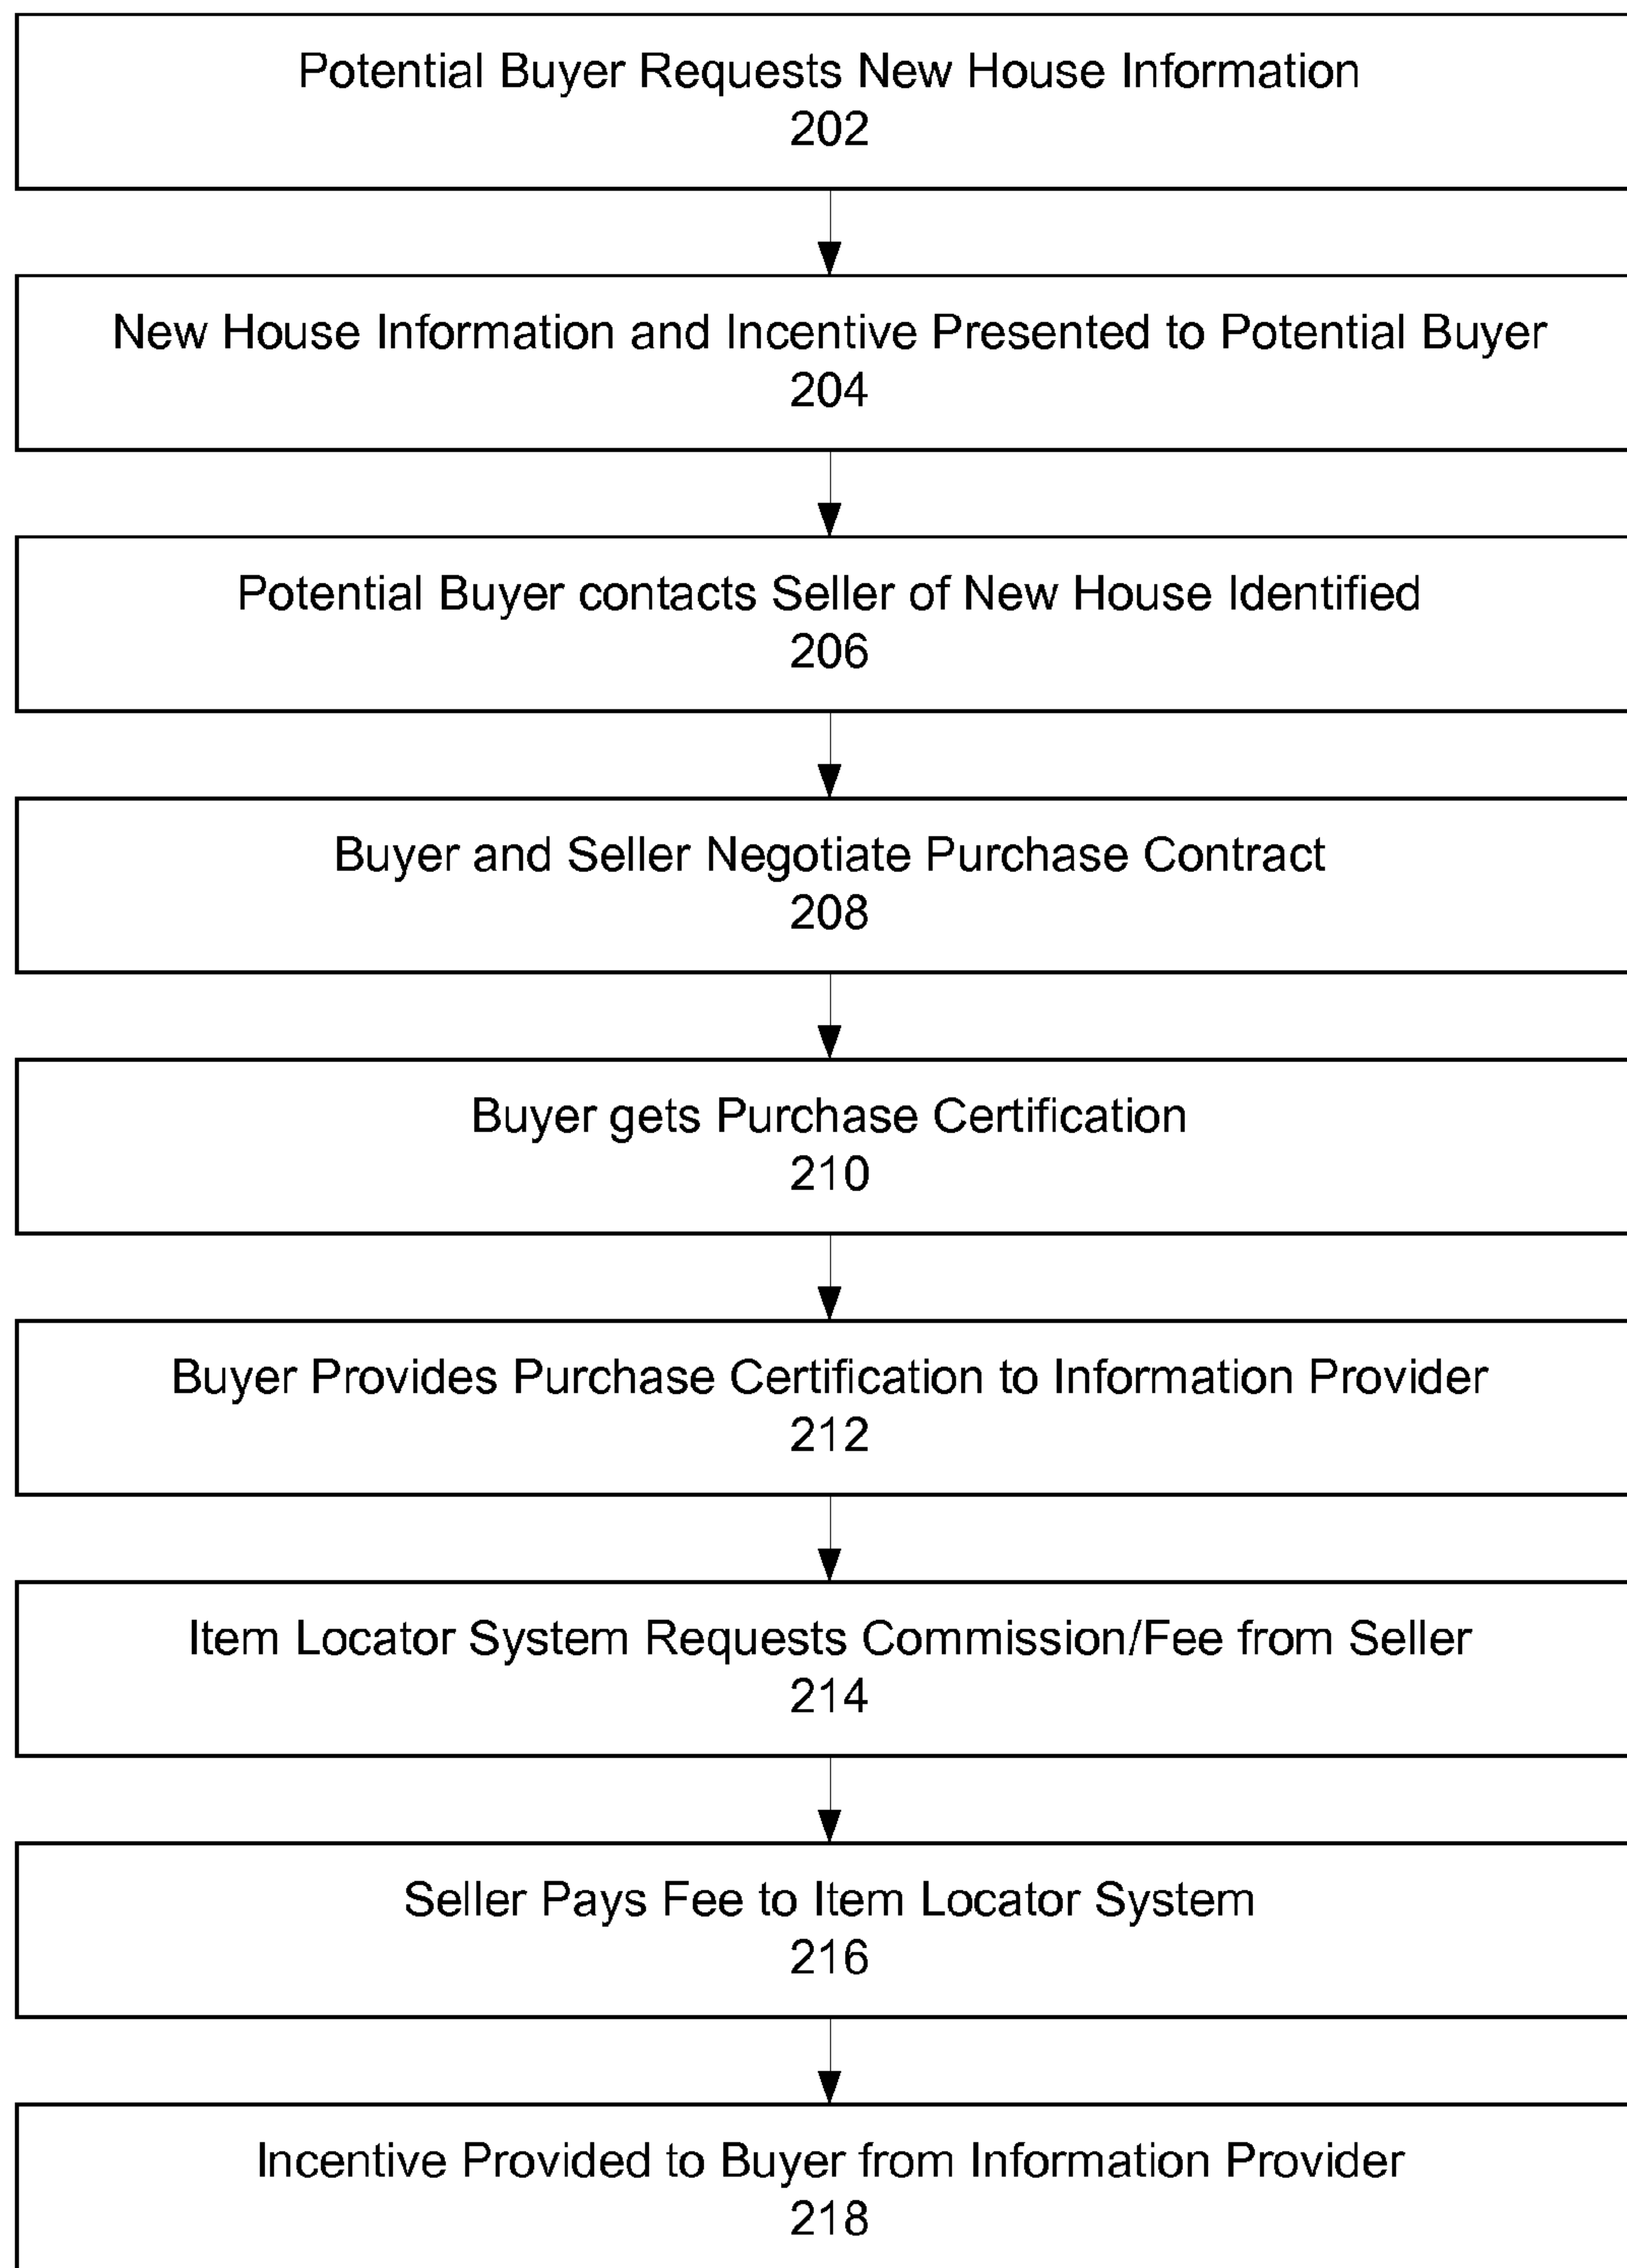 Potential Buyer Requests New House Information
202
New House Information and Incentive Presented to Potential Buyer
204
Potential Buyer contacts Seller of New House Identified
206
Buyer and Seller Negotiate Purchase Contract
208
Buyer gets Purchase Certification
210
Buyer Provides Purchase Certification to Information Provider
212
Item Locator System Requests Commission/Fee from Seller
214
Seller Pays Fee to Item Locator System
216
Incentive Provided to Buyer from Information Provider
218